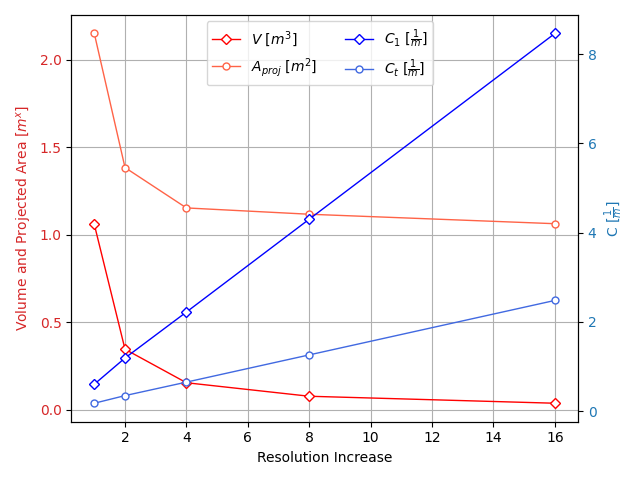 V [m³]
A_proj [m²]
C₁ [1/m]
Cₜ [1/m]
2.0
1.5
1.0
0.5
0.0
Volume and Projected Area [mˣ]
8
6
4
2
0
C [1/m]
2 4 6 8 10 12 14 16
Resolution Increase